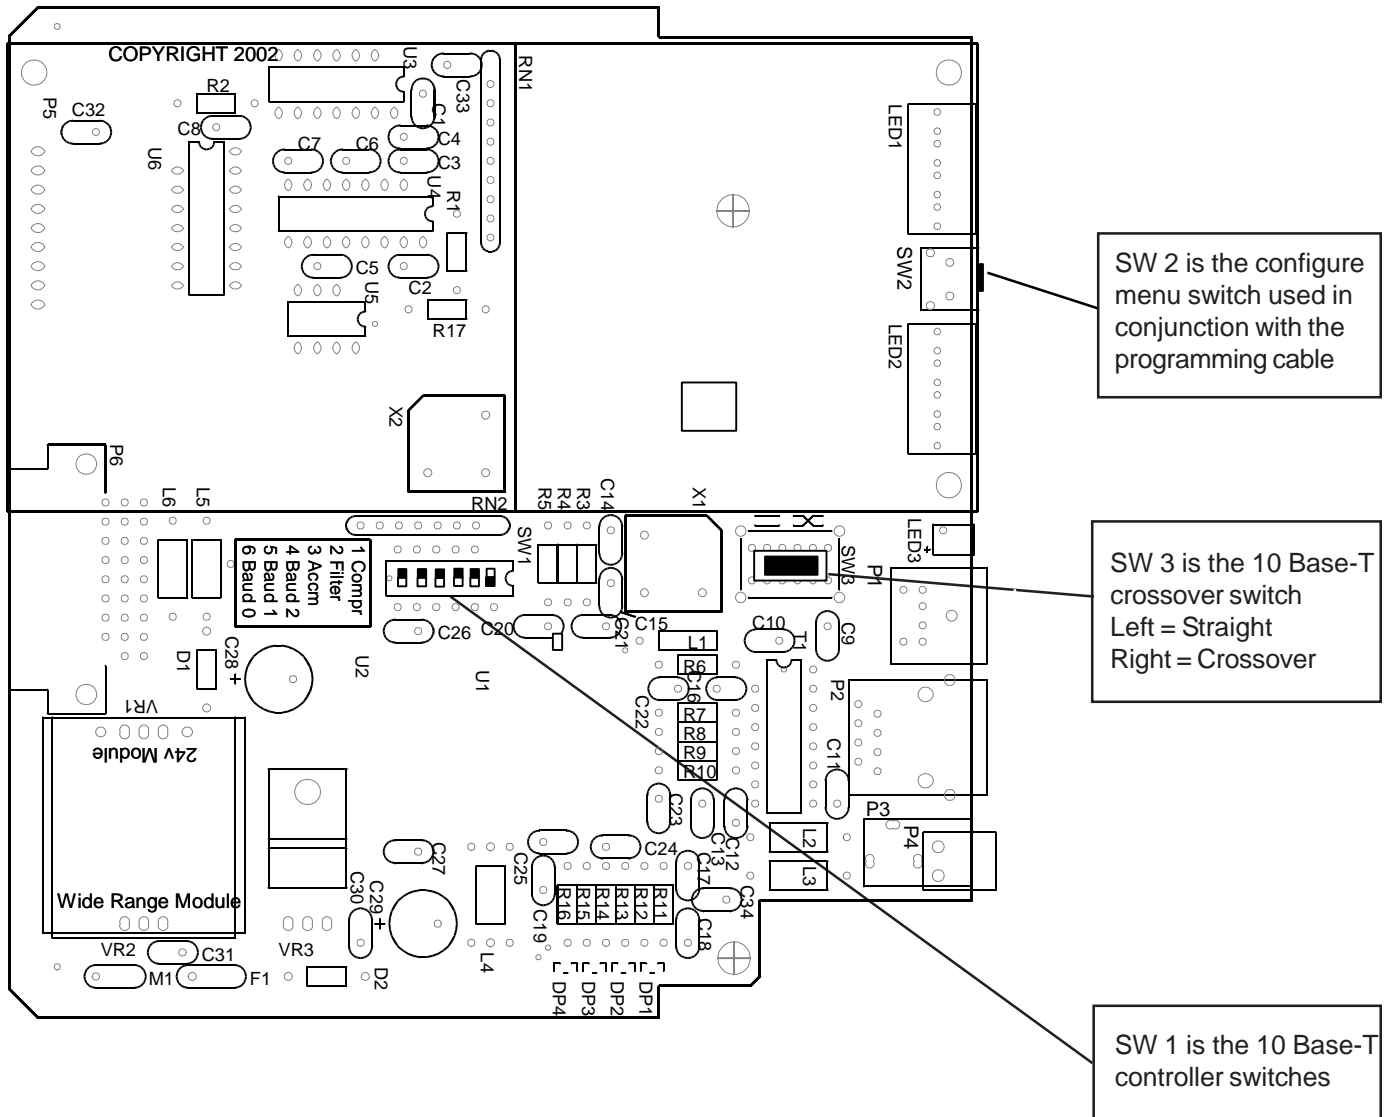 COPYRIGHT 2002
U3
C33
RN1
R2
P5
C32
C8
C1
C4
C7
C6
C3
U6
U4
R1
LED1
C5
C2
U5
R17
SW2
LED2
SW 2 is the configure
menu switch used in
conjunction with the
programming cable
X2
P6
L6
L5
RN2
R5
R4
R3
C14
X1
SW1
SW3
LED3
+
P1
1 Compr
2 Filter
3 Accm
4 Baud 2
5 Baud 1
6 Baud 0
SW 3 is the 10 Base-T
crossover switch
Left = Straight
Right = Crossover
C26
C20
C21
C15
L1
C10
T1
C9
D1
C28
+
U2
U1
R6
C16
P2
C22
R7
R8
R9
R10
C11
VR1
24v Module
C23
C13
C12
P3
P4
L2
L3
C27
C25
C24
C17
C34
Wide Range Module
C30
C29
+
C19
R16
R15
R14
R13
R12
R11
C18
VR2
C31
VR3
L4
M1
F1
D2
DP4
DP3
DP2
DP1
SW 1 is the 10 Base-T
controller switches